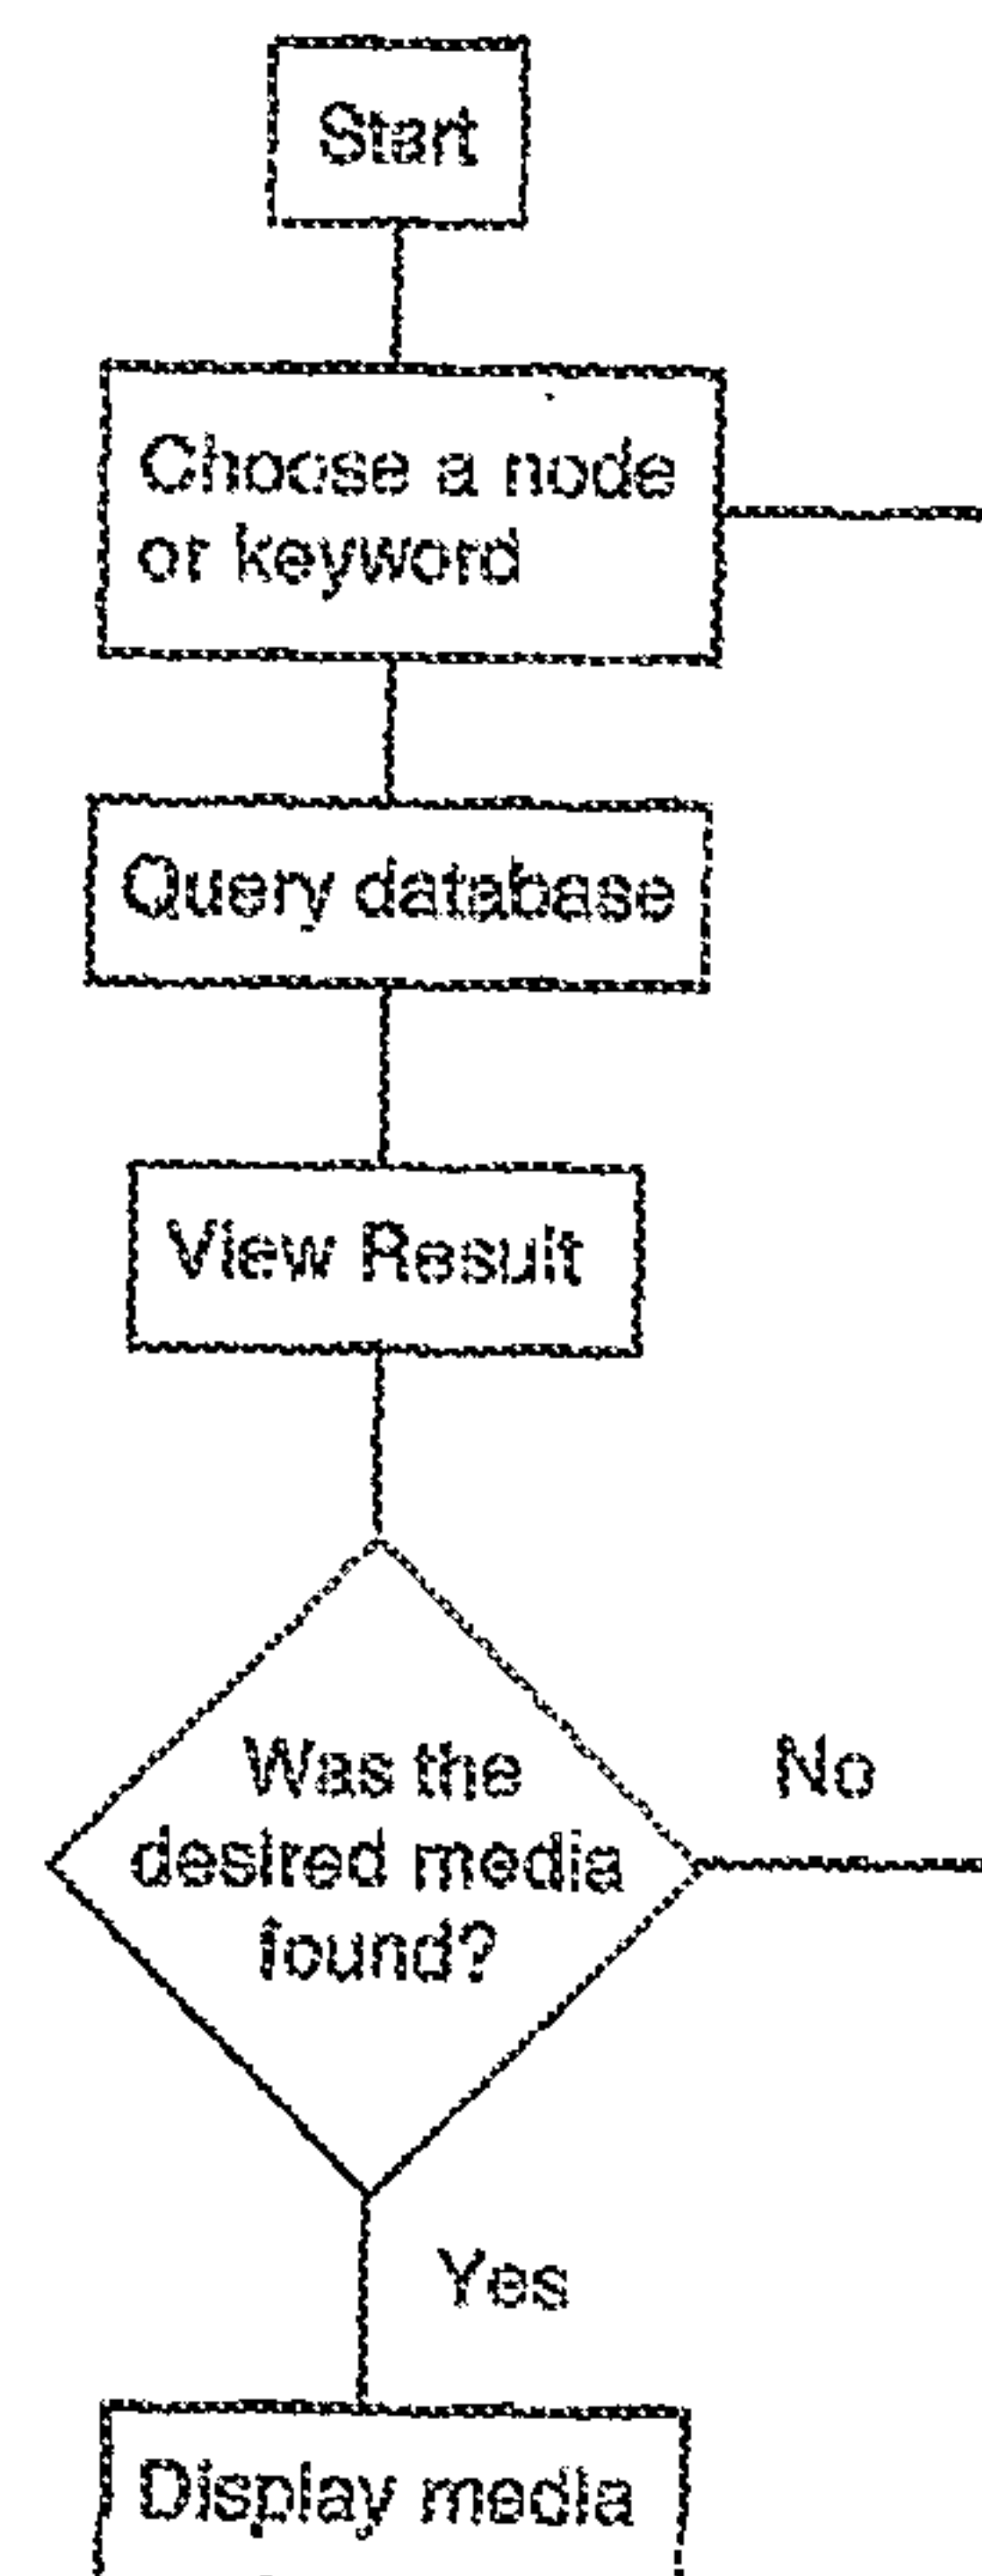 Start
Choose a node
or keyword
Query database
View Result
Was the
desired media
found?
No
Yes
Display media